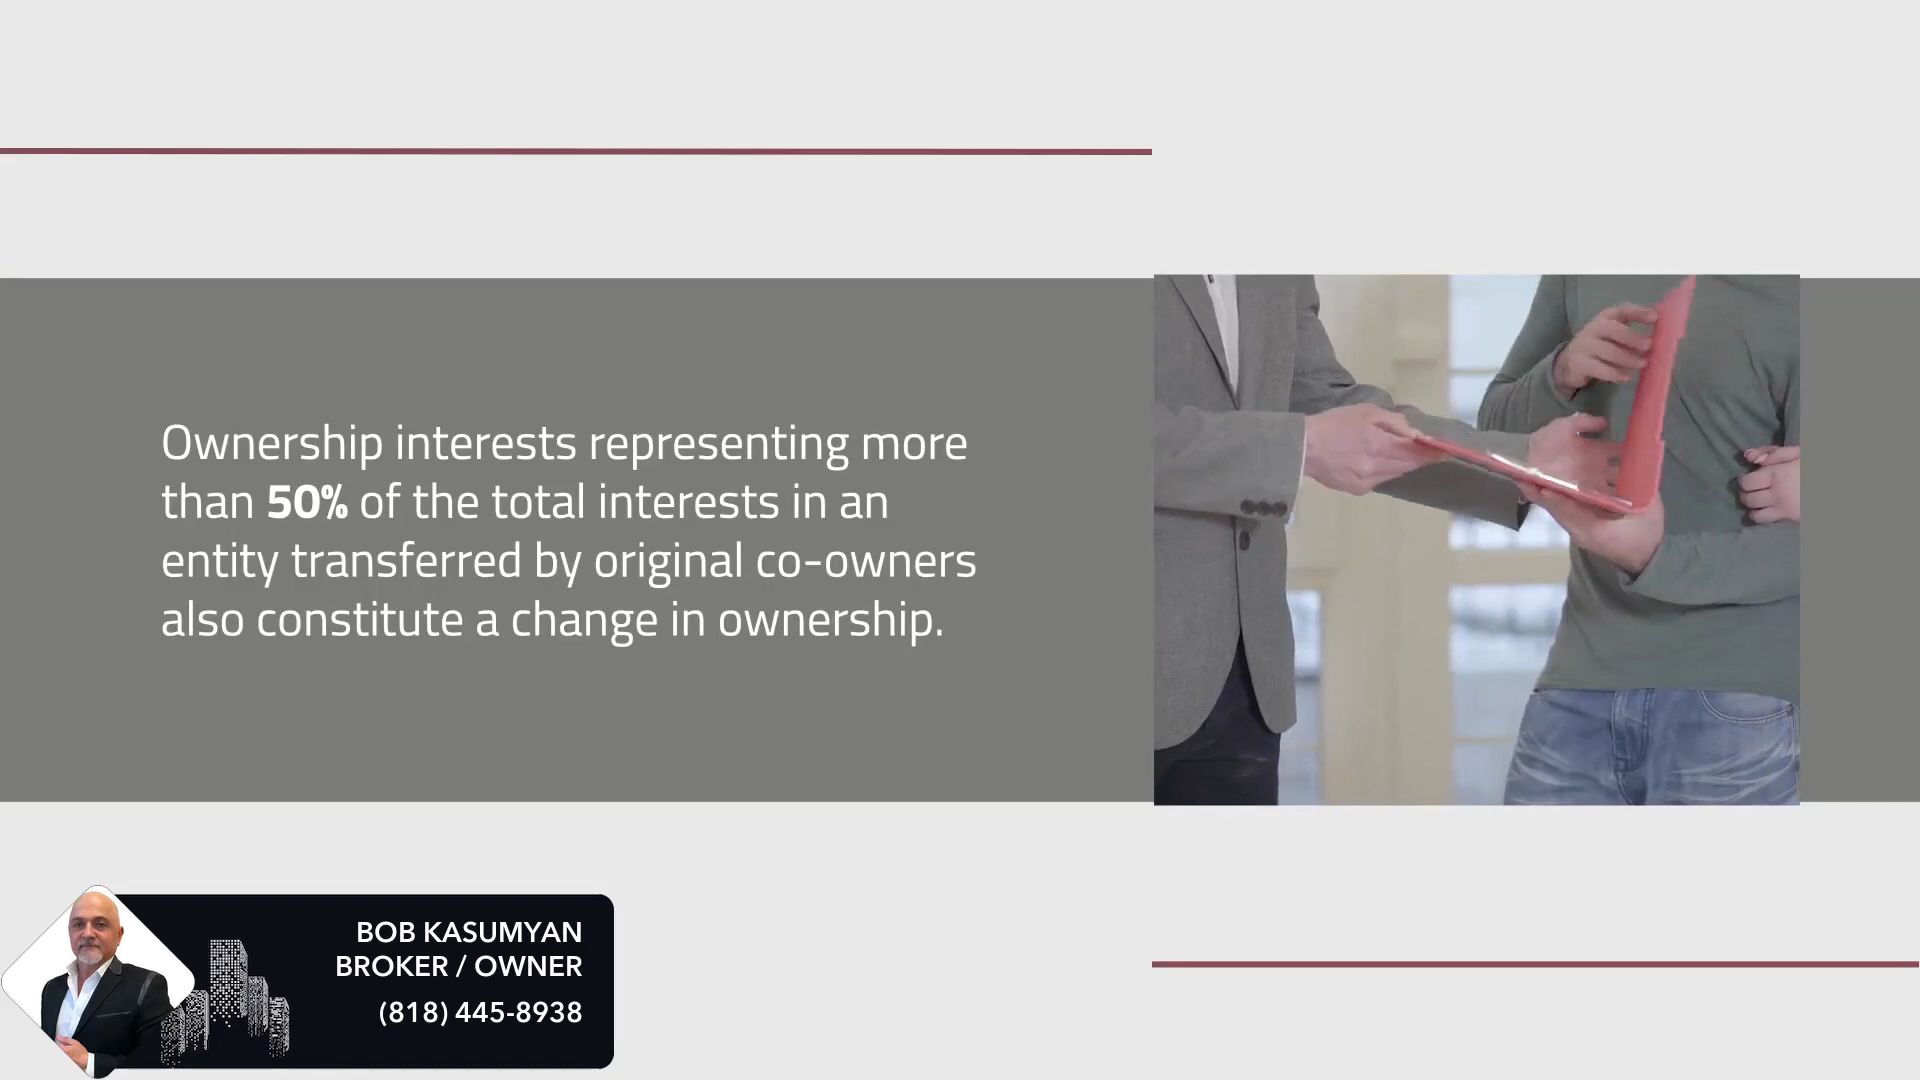 Ownership interests representing more
than 50% of the total interests in an
entity transferred by original co-owners
also constitute a change in ownership.
BOB KASUMYAN
BROKER / OWNER
(818) 445-8938